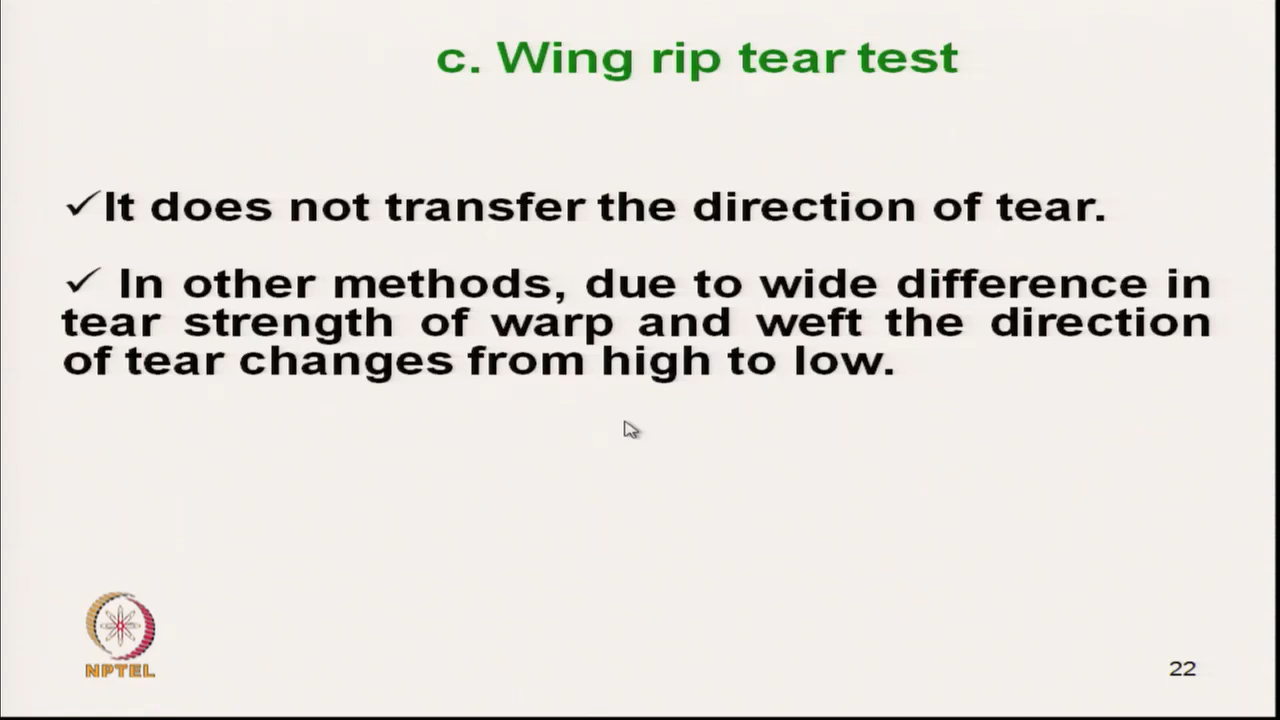 c. Wing rip tear test
✓It does not transfer the direction of tear.
✓ In other methods, due to wide difference in
tear strength of warp and weft the direction
of tear changes from high to low.
NPTEL
22